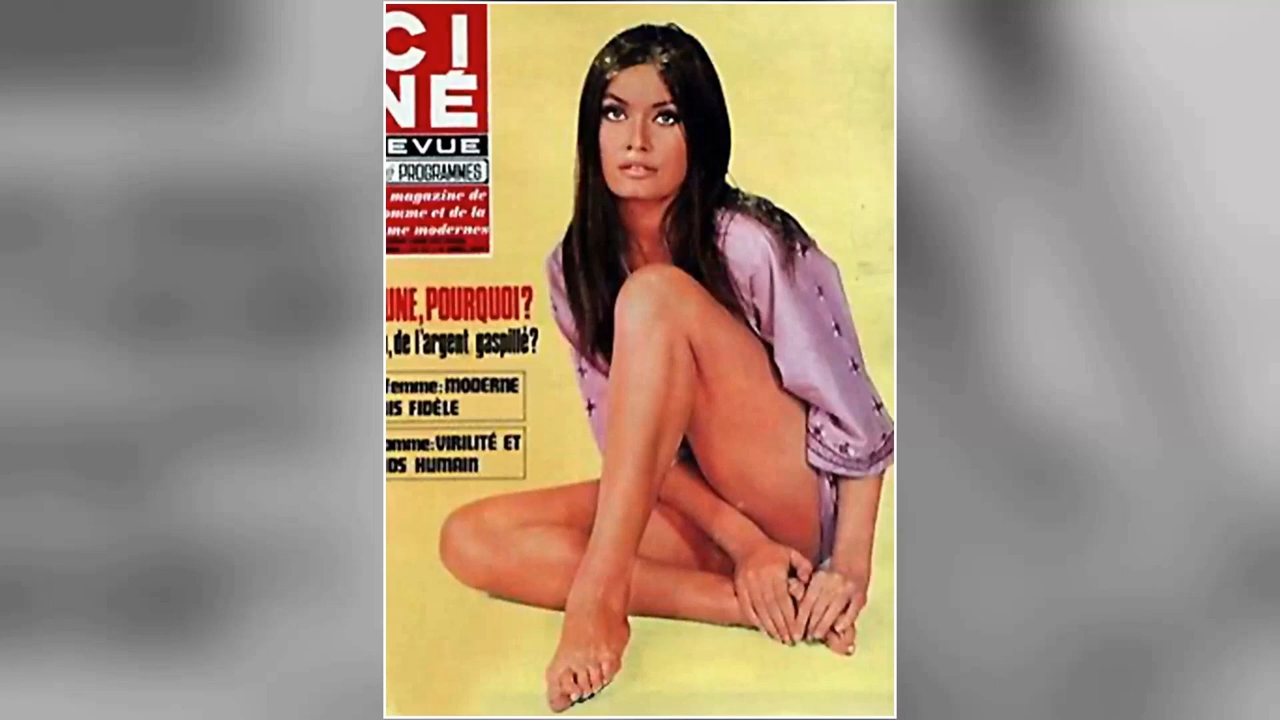 CI
NÉ
EVUE
PROGRAMMES
magazine de
omme et de la
me modernes
UNE, POURQUOI?
, de l'argent gaspillé?
femme: MODERNE
IS FIDÈLE
omme: VIRILITÉ ET
OS HUMAIN